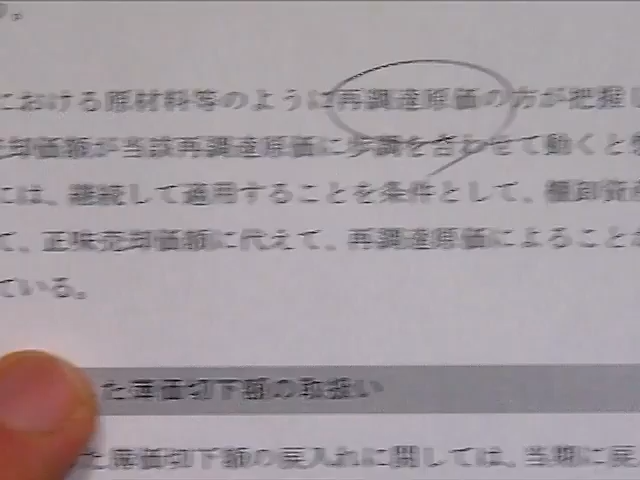 における原材料等のように再調達原価の方が把握し
売却価額が当該再調達原価に歩調を合わせて動くと
には、継続して適用することを条件として、棚卸資
て、正味売却価額に代えて、再調達原価によることが
ている。
た簿価切下額の取扱い
た簿価切下額の戻入れに関しては、当期に戻